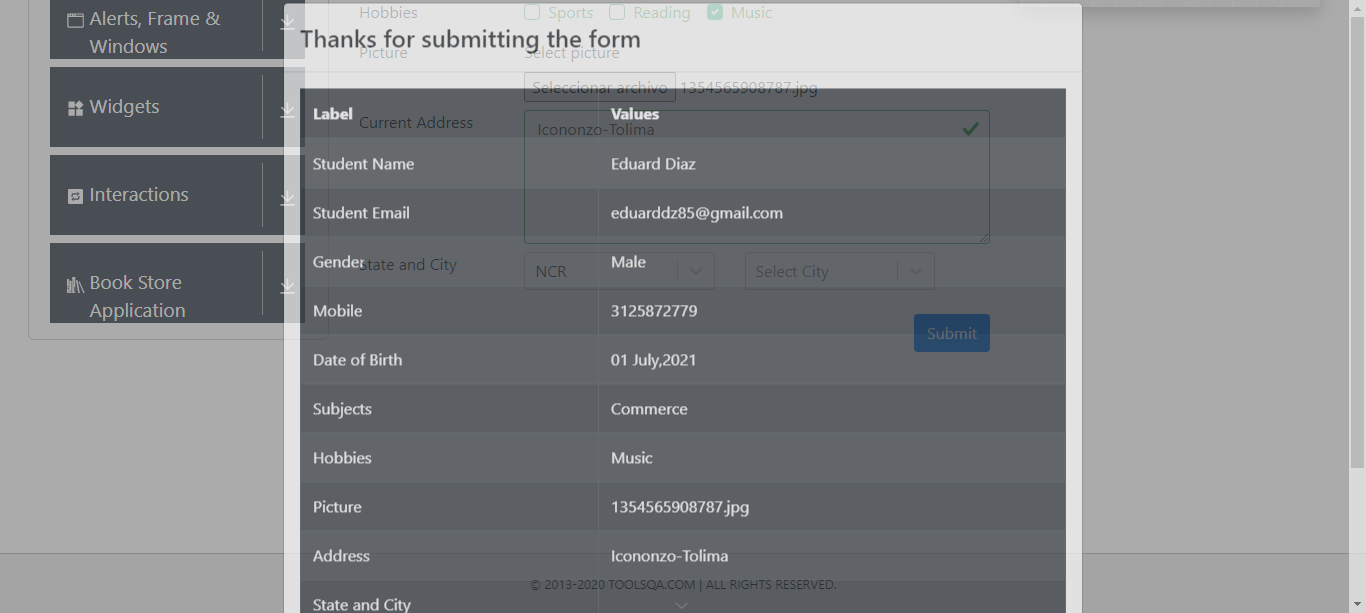 Alerts, Frame &
Windows
Widgets
Interactions
Book Store
Application
Hobbies Sports Reading Music
Thanks for submitting the form
Picture Select picture
Seleccionar archivo 1354565908787.jpg
Label Values
Current Address Icononzo-Tolima
Student Name Eduard Diaz
Student Email eduarddz85@gmail.com
Gender Male
State and City NCR Select City
Mobile 3125872779
Submit
Date of Birth 01 July,2021
Subjects Commerce
Hobbies Music
Picture 1354565908787.jpg
Address Icononzo-Tolima
© 2013-2020 TOOLSQA.COM | ALL RIGHTS RESERVED.
State and City